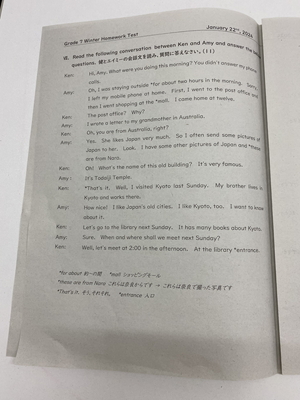 Grade 7 Winter Homework Test
January 22nd, 2024
Read the following conversation between Ken and Amy and answer the
questions. 健とエイミーの会話文を読み、質問に答えなさい。(11)
Ken: Hi, Amy. What were you doing this morning? You didn't answer my phone
calls.
Amy: Oh, I was staying outside *for about two hours in the morning. Sorry,
I left my mobile phone at home. First, I went to the post office and
then I went shopping at the *mall. I came home at twelve.
Ken: The post office? Why?
Amy: I wrote a letter to my grandmother in Australia.
Ken: Oh, you are from Australia, right?
Amy: Yes. She likes Japan very much. So I often send some pictures of
Japan to her. Look. I have some other pictures of Japan and *these
are from Nara.
Ken: Oh! What's the name of this old building? It's very famous.
Amy: It's Todaiji Temple.
Ken: *That's it. Well, I visited Kyoto last Sunday. My brother lives in
Kyoto and works there.
Amy: How nice! I like Japan's old cities. I like Kyoto, too. I want to know
about it.
Ken: Let's go to the library next Sunday. It has many books about Kyoto.
Amy: Sure. When and where shall we meet next Sunday?
Ken: Well, let's meet at 2:00 in the afternoon. At the library *entrance.
*for about 約～の間 *mall ショッピングモール
*these are from Nara これらは奈良からです → これらは奈良で撮った写真です
*That's it. そう、それそれ。 *entrance 入口